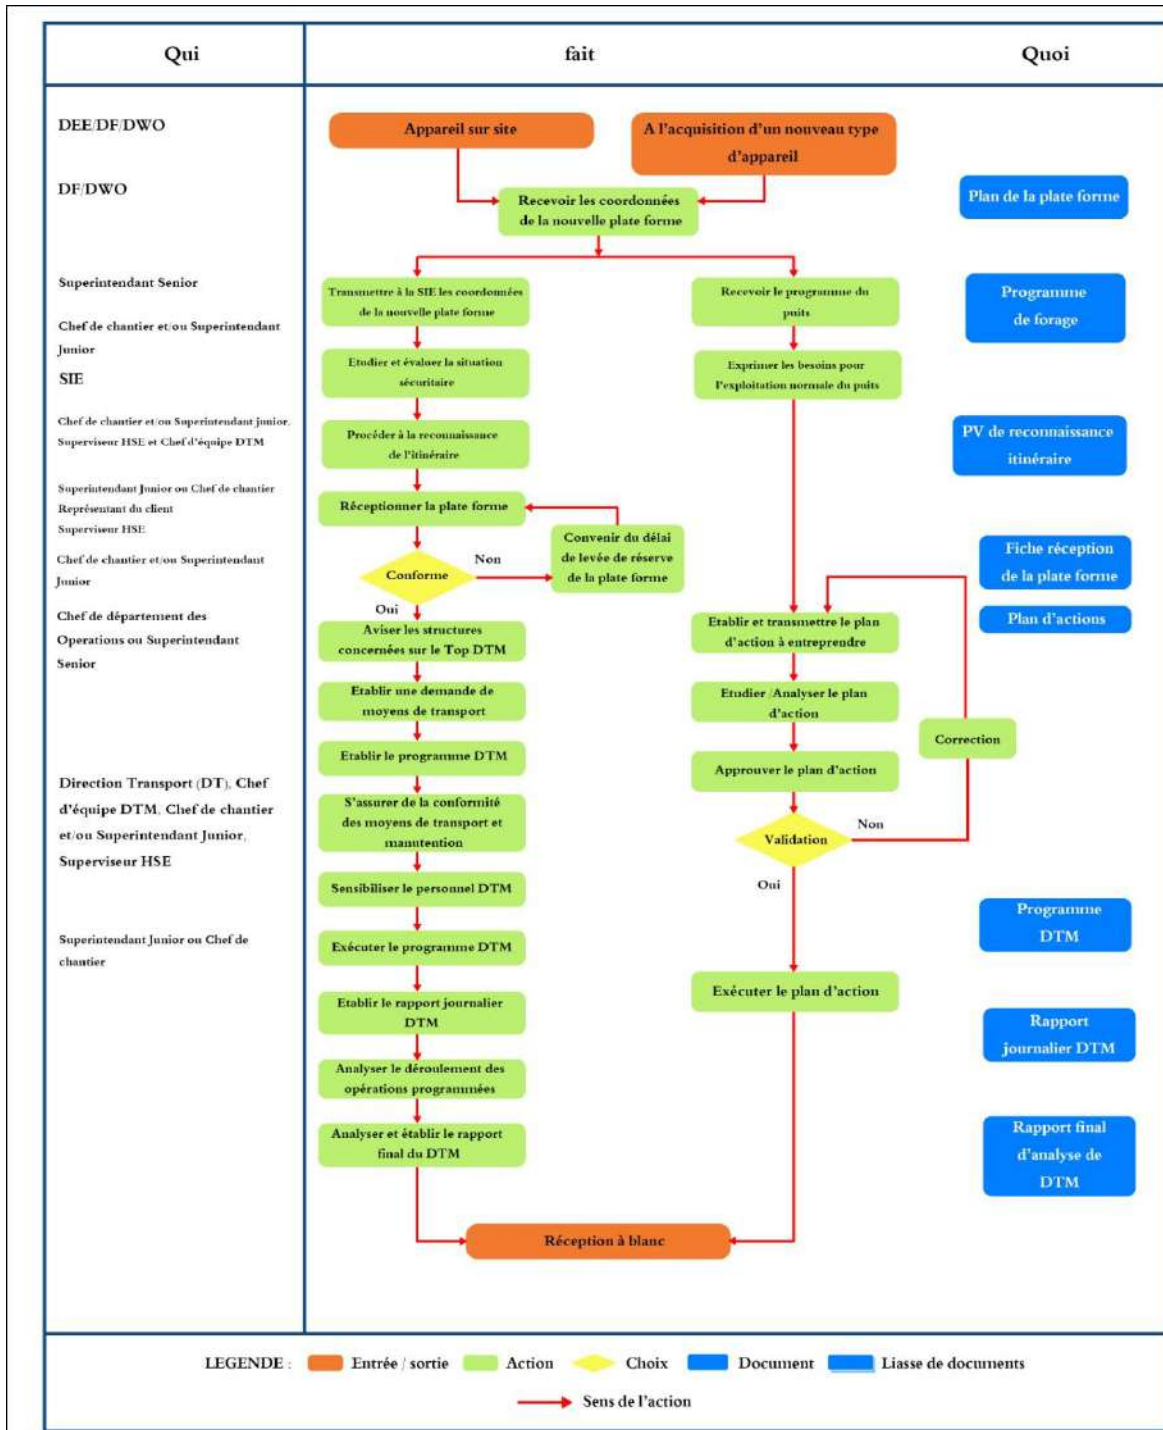 Qui
fait
Quoi
DEE/DF/DWO
DF/DWO
Superintendant Senior
Chef de chantier et/ou Superintendant
Junior
SIE
Chef de chantier et/ou Superintendant junior,
Superviseur HSE et Chef d'équipe DTM
Superintendant Junior ou Chef de chantier
Représentant du client
Superviseur HSE
Chef de chantier et/ou Superintendant
Junior
Chef de département des
Operations ou Superintendant
Senior
Direction Transport (DT), Chef
d'équipe DTM, Chef de chantier
et/ou Superintendant Junior,
Superviseur HSE
Superintendant Junior ou Chef de
chantier
Appareil sur site
A l'acquisition d'un nouveau type
d'appareil
Recevoir les coordonnées
de la nouvelle plate forme
Transmettre à la SIE les coordonnées
de la nouvelle plate forme
Etudier et évaluer la situation
sécuritaire
Procéder à la reconnaissance
de l'itinéraire
Réceptionner la plate forme
Convenir du délai
de levée de réserve
de la plate forme
Conforme
Non
Oui
Aviser les structures
concernées sur le Top DTM
Etablir une demande de
moyens de transport
Etablir le programme DTM
S'assurer de la conformité
des moyens de transport et
manutention
Sensibiliser le personnel DTM
Exécuter le programme DTM
Etablir le rapport journalier
DTM
Analyser le déroulement des
opérations programmées
Analyser et établir le rapport
final du DTM
Recevoir le programme du
puits
Exprimer les besoins pour
l'exploitation normale du puits
Etablir et transmettre le plan
d'action à entreprendre
Etudier /Analyser le plan
d'action
Correction
Approuver le plan d'action
Validation
Non
Oui
Exécuter le plan d'action
Réception à blanc
Plan de la plate forme
Programme
de forage
PV de reconnaissance
itinéraire
Fiche réception
de la plate forme
Plan d'actions
Programme
DTM
Rapport
journalier DTM
Rapport final
d'analyse de
DTM
LEGENDE :
Entrée / sortie
Action
Choix
Document
Liasse de documents
Sens de l'action